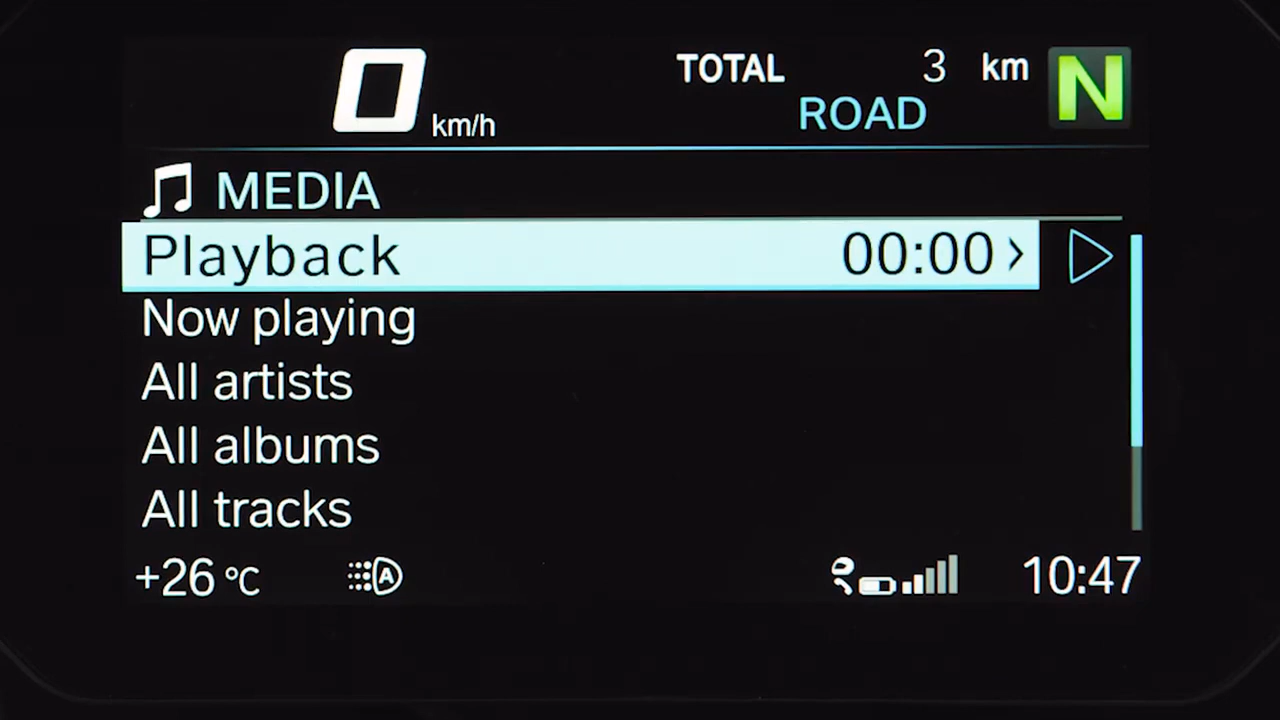 0 km/h TOTAL 3 km N
ROAD
MEDIA
Playback 00:00
Now playing
All artists
All albums
All tracks
+26 °C A 10:47